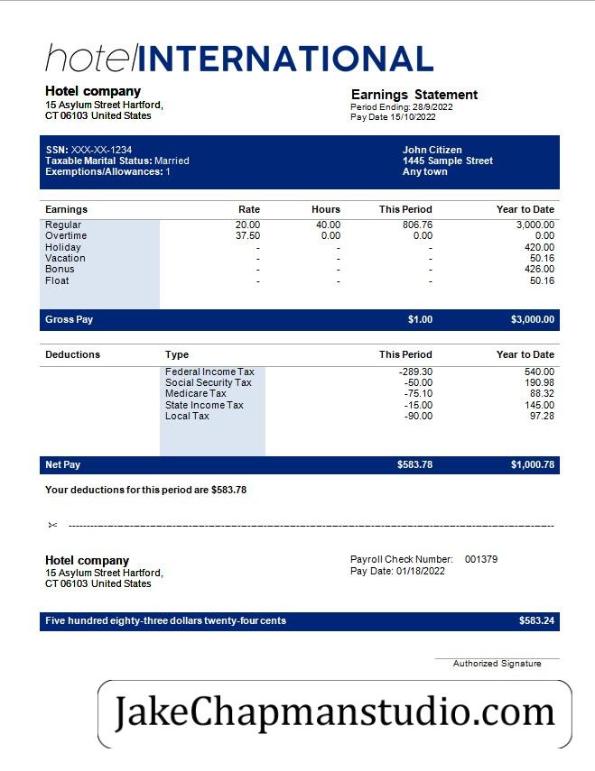 hotelINTERNATIONAL
Hotel company
15 Asylum Street Hartford,
CT 06103 United States
Earnings Statement
Period Ending: 28/9/2022
Pay Date 15/10/2022
SSN: XXX-XX-1234
Taxable Marital Status: Married
Exemptions/Allowances: 1
John Citizen
1445 Sample Street
Any town
Earnings Rate Hours This Period Year to Date
Regular 20.00 40.00 806.76 3,000.00
Overtime 37.50 0.00 0.00 0.00
Holiday - - - 420.00
Vacation - - - 50.16
Bonus - - - 426.00
Float - - - 50.16
Gross Pay $1.00 $3,000.00
Deductions Type This Period Year to Date
Federal Income Tax -289.30 540.00
Social Security Tax -50.00 190.98
Medicare Tax -75.10 88.32
State Income Tax -15.00 145.00
Local Tax -90.00 97.28
Net Pay $583.78 $1,000.78
Your deductions for this period are $583.78
Hotel company
15 Asylum Street Hartford,
CT 06103 United States
Payroll Check Number: 001379
Pay Date: 01/18/2022
Five hundred eighty-three dollars twenty-four cents $583.24
Authorized Signature
JakeChapmanstudio.com